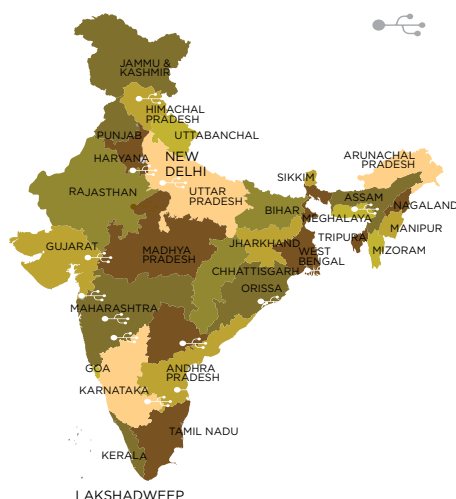 JAMMU &
KASHMIR
HIMACHAL
PRADESH
PUNJAB
UTTABANCHAL
HARYANA
NEW
DELHI
ARUNACHAL
PRADESH
SIKKIM
RAJASTHAN
UTTAR
PRADESH
ASSAM
NAGALAND
BIHAR
MEGHALAYA
MANIPUR
GUJARAT
JHARKHAND
TRIPURA
MADHYA
PRADESH
WEST
BENGAL
MIZORAM
CHHATTISGARH
ORISSA
MAHARASHTRA
GOA
ANDHRA
PRADESH
KARNATAKA
TAMIL NADU
KERALA
LAKSHADWEEP